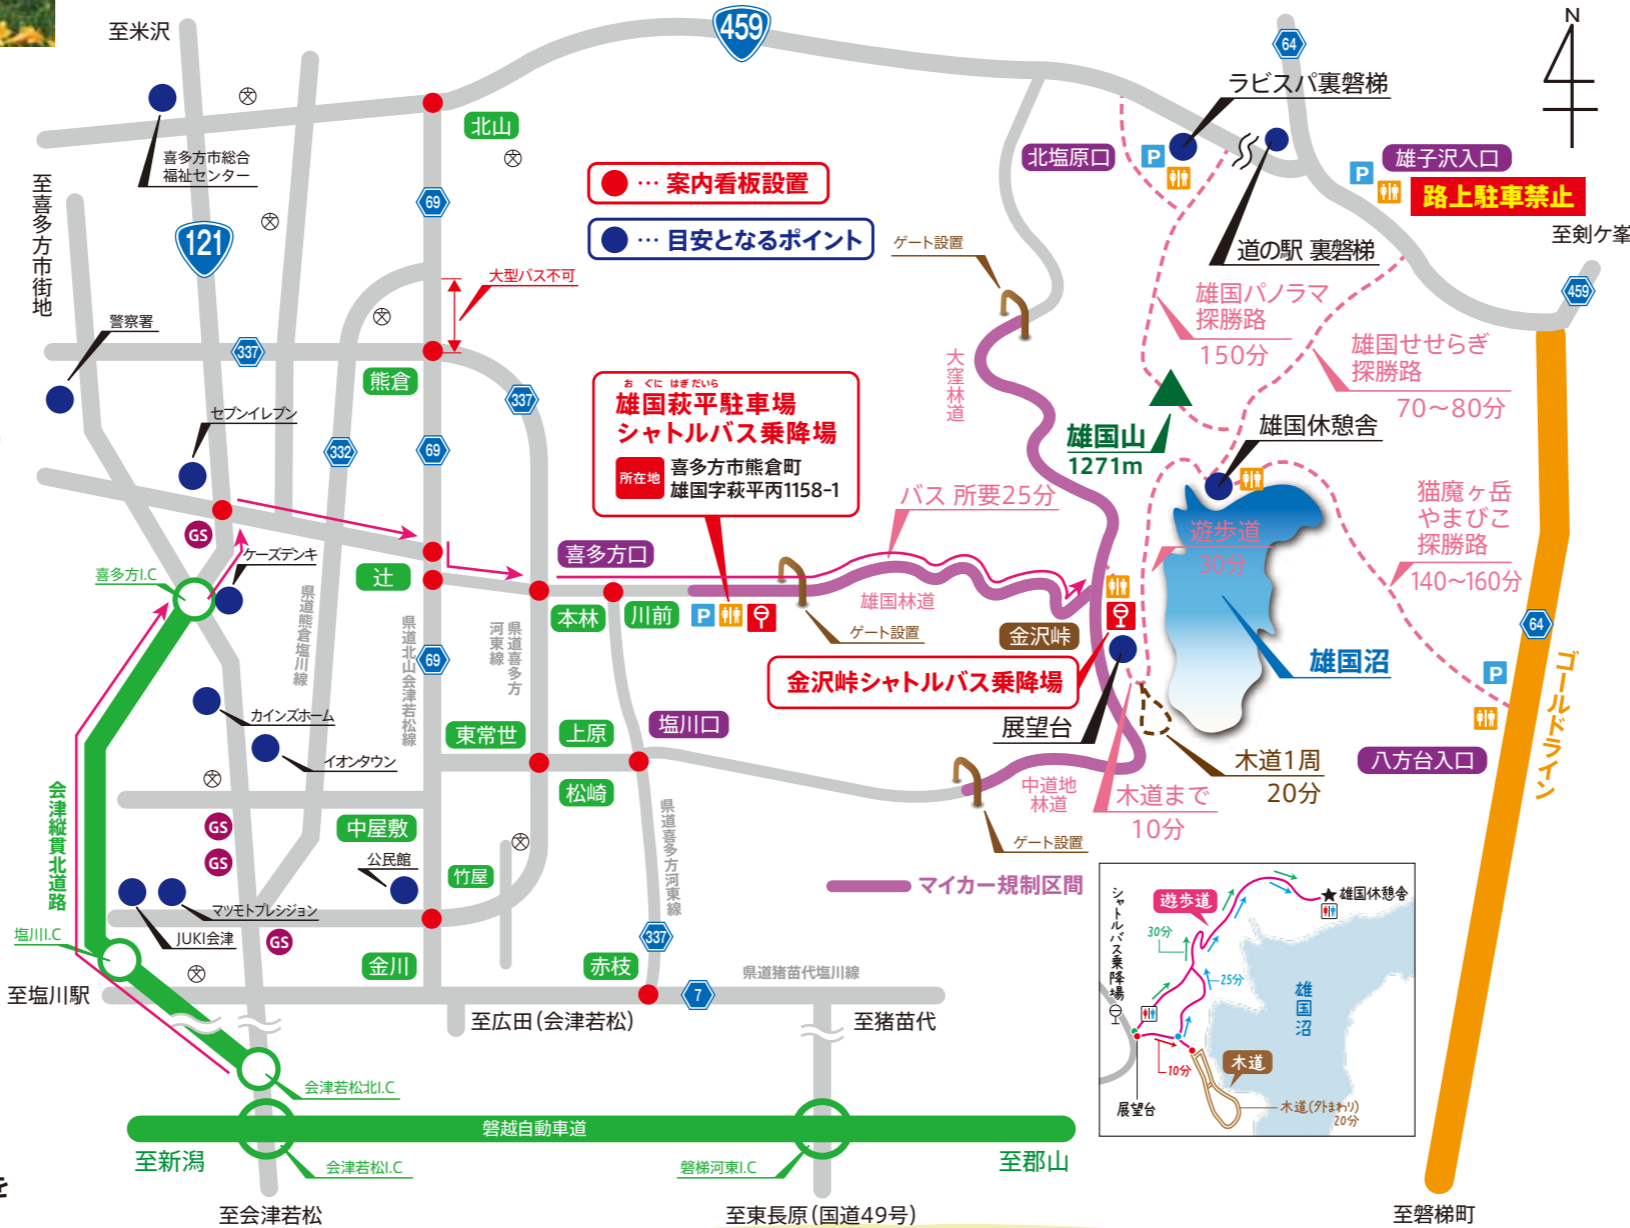 至米沢
459
64
N
ラビスパ裏磐梯
喜多方市総合
福祉センター
北山
北塩原口
P
P
雄子沢入口
路上駐車禁止
至喜多方市街地
121
69
… 案内看板設置
… 目安となるポイント
ゲート設置
道の駅 裏磐梯
至剣ケ峯
459
大型バス不可
警察署
337
熊倉
337
雄国パノラマ
探勝路
150分
雄国せせらぎ
探勝路
70～80分
大窪林道
セブンイレブン
332
69
お ぐに はぎ だいら
雄国萩平駐車場
シャトルバス乗降場
所在地
喜多方市熊倉町
雄国字萩平丙1158-1
雄国山
1271m
雄国休憩舎
バス 所要25分
猫魔ヶ岳
やまびこ
探勝路
140～160分
遊歩道
30分
GS
ケーズデンキ
喜多方I.C
辻
喜多方口
本林
川前
P
雄国林道
ゲート設置
金沢峠
県道熊倉塩川線
県道北山会津若松線
69
県道喜多方
河東線
64
金沢峠シャトルバス乗降場
雄国沼
P
ゴールドライン
カインズホーム
イオンタウン
東常世
上原
塩川口
展望台
松崎
木道1周
20分
八方台入口
中道地
林道
木道まで
10分
ゲート設置
会津縦貫北道路
GS
GS
中屋敷
公民館
竹屋
県道喜多方河東線
マイカー規制区間
マツモトプレシジョン
JUKI会津
GS
塩川I.C
337
金川
赤枝
県道猪苗代塩川線
至塩川駅
7
至広田(会津若松)
至猪苗代
シャトルバス乗降場
遊歩道
雄国休憩舎
30分
25分
雄国沼
10分
木道
展望台
木道(外まわり)
20分
会津若松北I.C
磐越自動車道
至新潟
会津若松I.C
磐梯河東I.C
至郡山
を
至会津若松
至東長原(国道49号)
至磐梯町